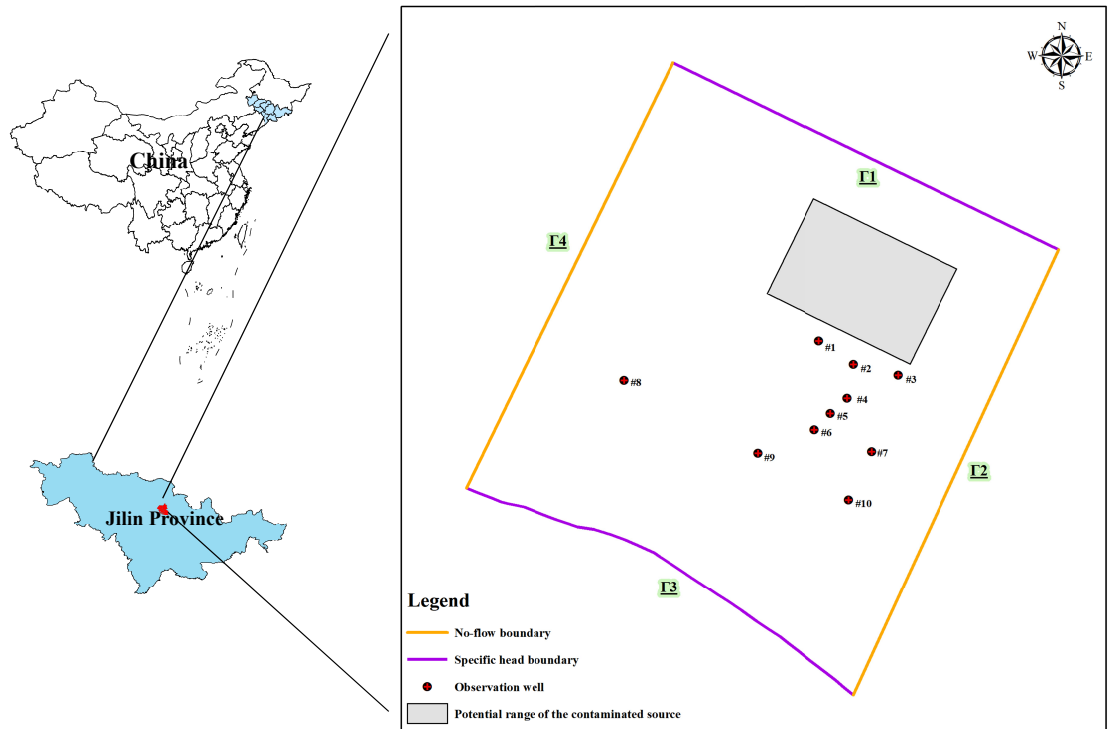 China
Jilin Province
N
W
E
S
Γ1
Γ4
#1
#2
#3
#8
#4
#5
#6
#9
#7
Γ2
#10
Γ3
Legend
No-flow boundary
Specific head boundary
Observation well
Potential range of the contaminated source